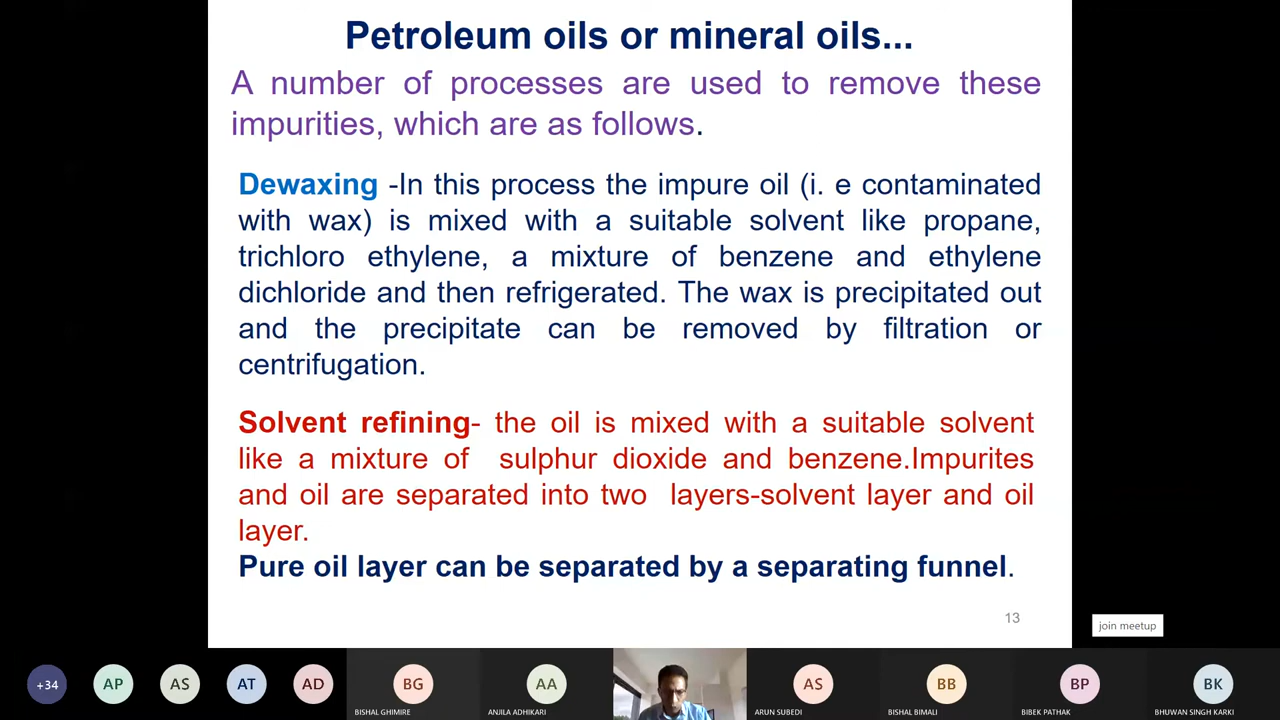 Petroleum oils or mineral oils...
A number of processes are used to remove these
impurities, which are as follows.
Dewaxing -In this process the impure oil (i. e contaminated
with wax) is mixed with a suitable solvent like propane,
trichloro ethylene, a mixture of benzene and ethylene
dichloride and then refrigerated. The wax is precipitated out
and the precipitate can be removed by filtration or
centrifugation.
Solvent refining- the oil is mixed with a suitable solvent
like a mixture of sulphur dioxide and benzene.Impurites
and oil are separated into two layers-solvent layer and oil
layer.
Pure oil layer can be separated by a separating funnel.
13
join meetup
+34 AP AS AT AD BG AA AS BB BP BK
BISHAL GHIMIRE ANJILA ADHIKARI ARUN SUBEDI BISHAL BIMALI BIBEK PATHAK BHUWAN SINGH KARKI